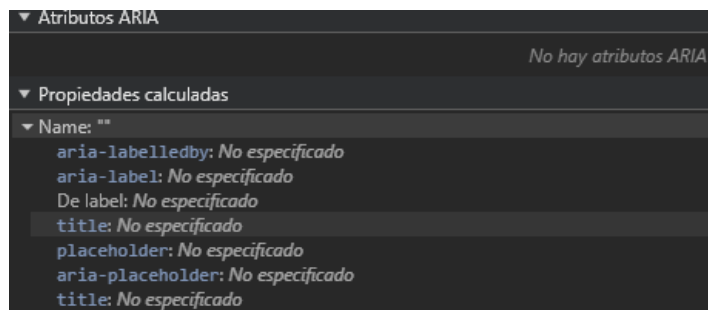 Atributos ARIA
No hay atributos ARIA
Propiedades calculadas
Name: ""
aria-labelledby: No especificado
aria-label: No especificado
De label: No especificado
title: No especificado
placeholder: No especificado
aria-placeholder: No especificado
title: No especificado